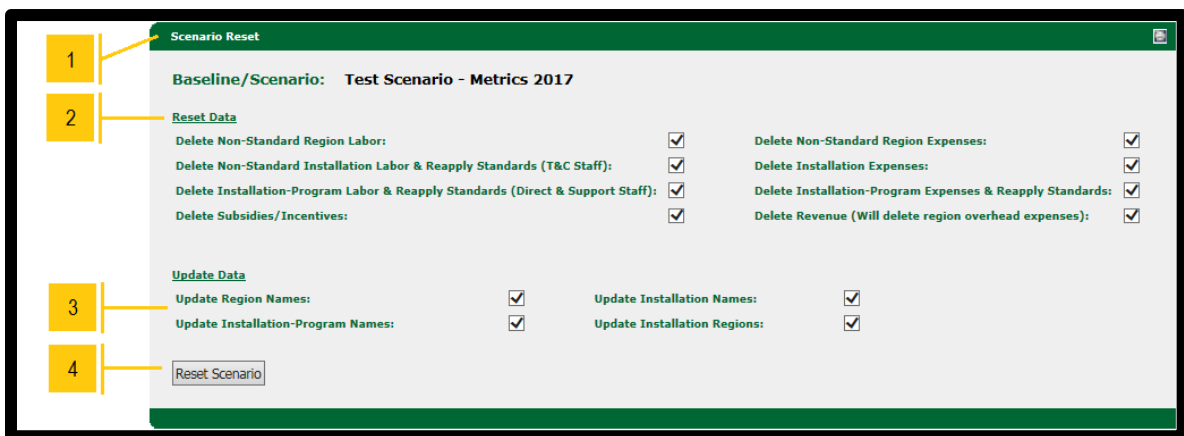 1
Scenario Reset
Baseline/Scenario: Test Scenario - Metrics 2017
2
Reset Data
Delete Non-Standard Region Labor: Delete Non-Standard Region Expenses:
Delete Non-Standard Installation Labor & Reapply Standards (T&C Staff): Delete Installation Expenses:
Delete Installation-Program Labor & Reapply Standards (Direct & Support Staff): Delete Installation-Program Expenses & Reapply Standards:
Delete Subsidies/Incentives: Delete Revenue (Will delete region overhead expenses):
Update Data
3
Update Region Names: Update Installation Names:
Update Installation-Program Names: Update Installation Regions:
4
Reset Scenario